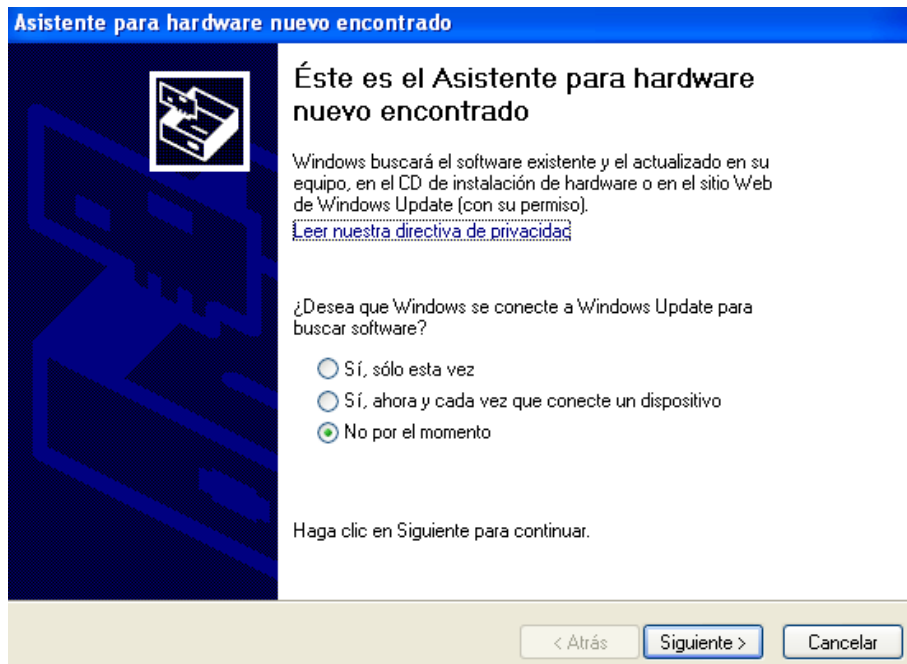 Asistente para hardware nuevo encontrado
Éste es el Asistente para hardware
nuevo encontrado
Windows buscará el software existente y el actualizado en su
equipo, en el CD de instalación de hardware o en el sitio Web
de Windows Update (con su permiso).
Leer nuestra directiva de privacidad
¿Desea que Windows se conecte a Windows Update para
buscar software?
Sí, sólo esta vez
Sí, ahora y cada vez que conecte un dispositivo
No por el momento
Haga clic en Siguiente para continuar.
< Atrás
Siguiente >
Cancelar